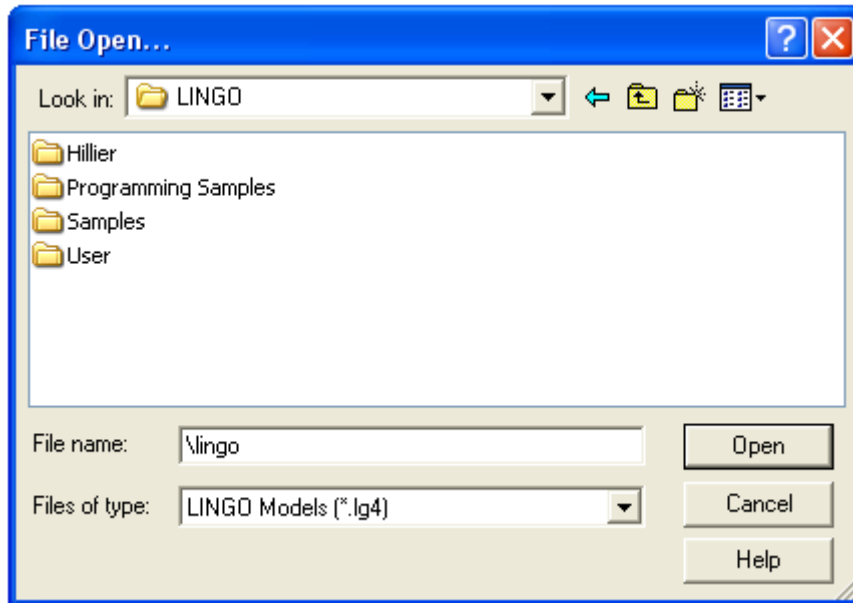 File Open...
Look in: LINGO
Hillier
Programming Samples
Samples
User
File name: \lingo Open
Files of type: LINGO Models (*.lg4) Cancel
Help